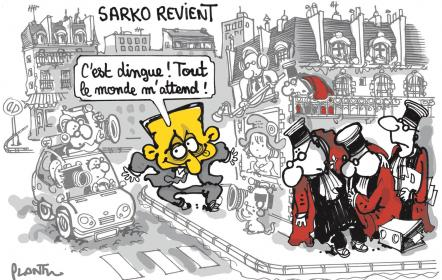 SARKO REVIENT
C'est dingue ! Tout
le monde m'attend !
PLANTU